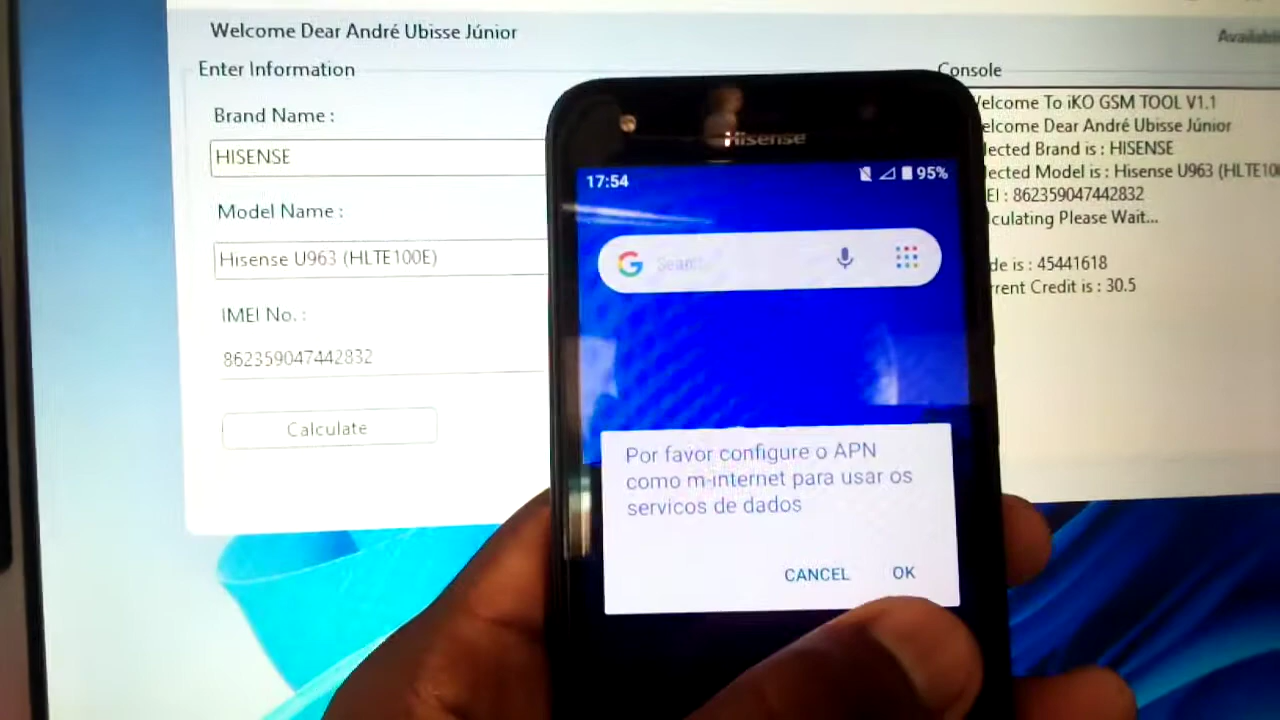 Welcome Dear André Ubisse Júnior
Enter Information
Brand Name :
HISENSE
Model Name :
Hisense U963 (HLTE100E)
IMEI No. :
862359047442832
Calculate
Console
elcome To iKO GSM TOOL V1.1
elcome Dear André Ubisse Júnior
lected Brand is : HISENSE
lected Model is : Hisense U963 (HLTE10
EI : 862359047442832
lculating Please Wait...
de is : 45441618
rrent Credit is : 30.5
Hisense
17:54
95%
Por favor configure o APN
como m-internet para usar os
servicos de dados
CANCEL OK